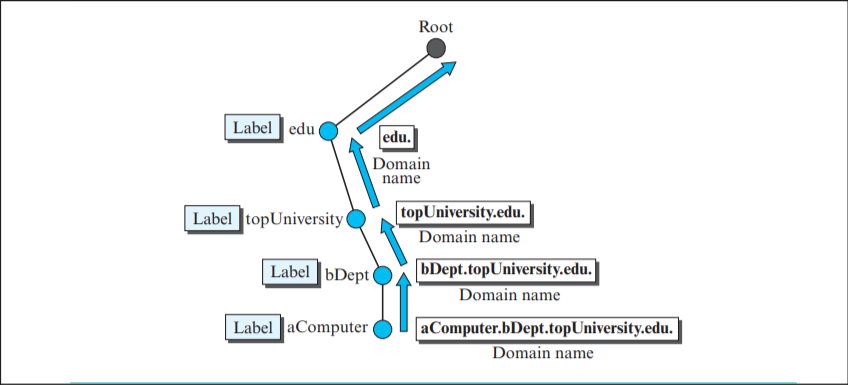 Root
Label edu
edu.
Domain
name
Label topUniversity
topUniversity.edu.
Domain name
Label bDept
bDept.topUniversity.edu.
Domain name
Label aComputer
aComputer.bDept.topUniversity.edu.
Domain name